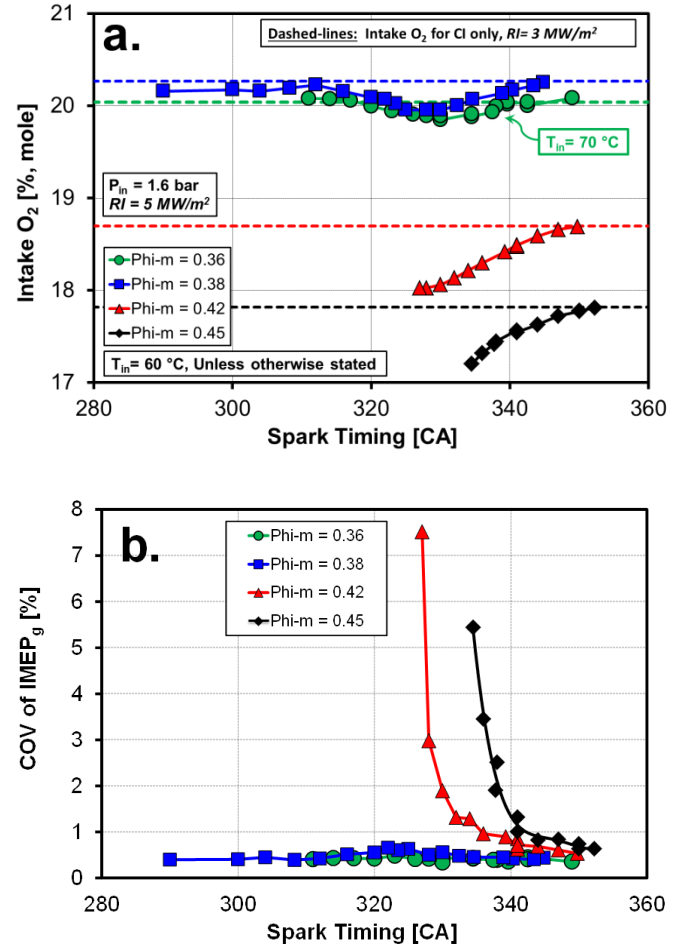 a.
Dashed-lines: Intake O₂ for CI only, RI= 3 MW/m²
Intake O₂ [%, mole]
21
20
19
18
17
T_in = 70 °C
P_in = 1.6 bar
RI = 5 MW/m²
Phi-m = 0.36
Phi-m = 0.38
Phi-m = 0.42
Phi-m = 0.45
T_in= 60 °C, Unless otherwise stated
280 300 320 340 360
Spark Timing [CA]
b.
COV of IMEP_g [%]
8
7
6
5
4
3
2
1
0
Phi-m = 0.36
Phi-m = 0.38
Phi-m = 0.42
Phi-m = 0.45
280 300 320 340 360
Spark Timing [CA]